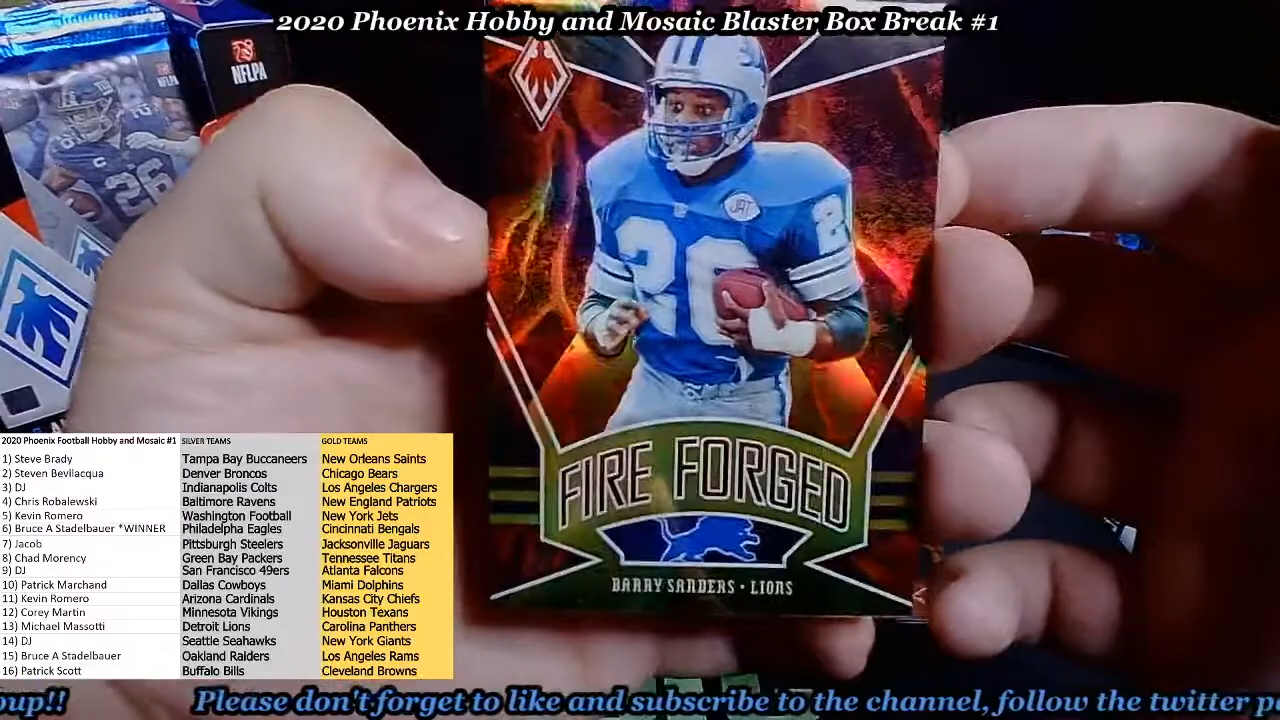 2020 Phoenix Hobby and Mosaic Blaster Box Break #1
NFLPA
26
JAT
20
FIRE FORGED
BARRY SANDERS • LIONS
2020 Phoenix Football Hobby and Mosaic #1 SILVER TEAMS GOLD TEAMS
1) Steve Brady Tampa Bay Buccaneers New Orleans Saints
2) Steven Bevilacqua Denver Broncos Chicago Bears
3) DJ Indianapolis Colts Los Angeles Chargers
4) Chris Robalewski Baltimore Ravens New England Patriots
5) Kevin Romero Washington Football New York Jets
6) Bruce A Stadelbauer *WINNER Philadelpha Eagles Cincinnati Bengals
7) Jacob Pittsburgh Steelers Jacksonville Jaguars
8) Chad Morency Green Bay Packers Tennessee Titans
9) DJ San Francisco 49ers Atlanta Falcons
10) Patrick Marchand Dallas Cowboys Miami Dolphins
11) Kevin Romero Arizona Cardinals Kansas City Chiefs
12) Corey Martin Minnesota Vikings Houston Texans
13) Michael Massotti Detroit Lions Carolina Panthers
14) DJ Seattle Seahawks New York Giants
15) Bruce A Stadelbauer Oakland Raiders Los Angeles Rams
16) Patrick Scott Buffalo Bills Cleveland Browns
oup!! Please don't forget to like and subscribe to the channel, follow the twitter p